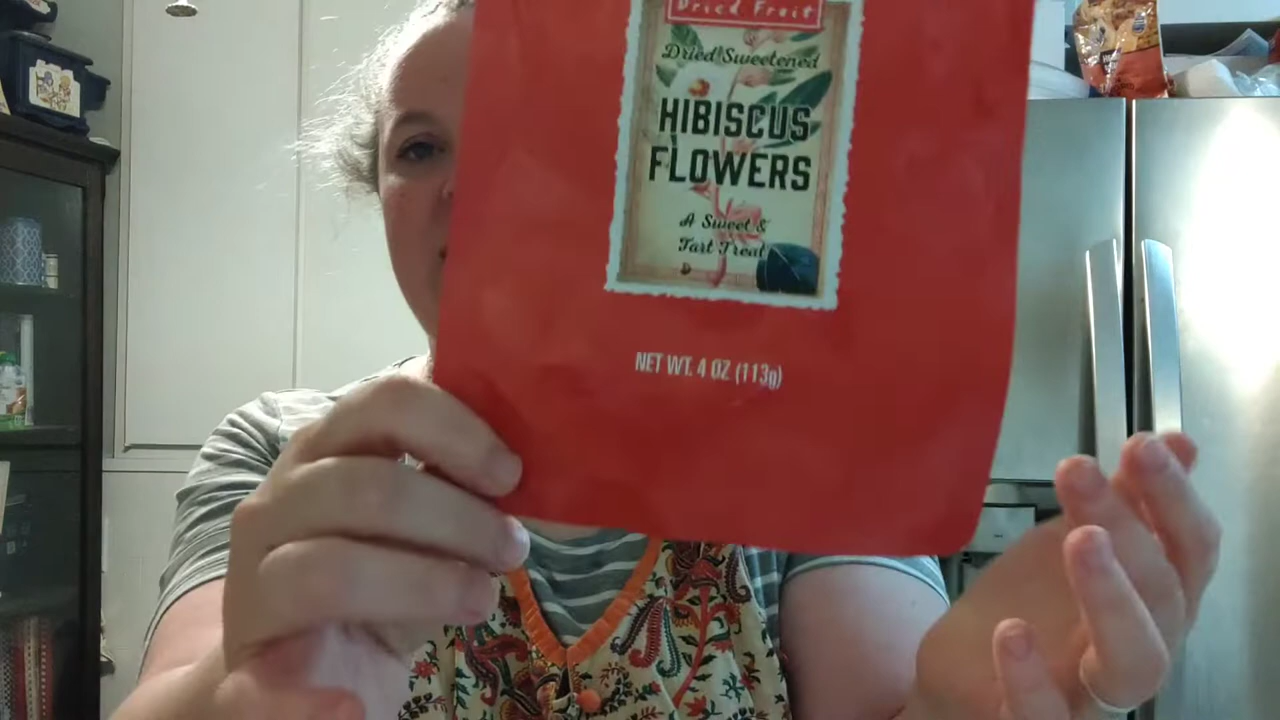 Dried Fruit
Dried Sweetened
HIBISCUS
FLOWERS
A Sweet &
Tart Treat
NET WT. 4 OZ (113g)